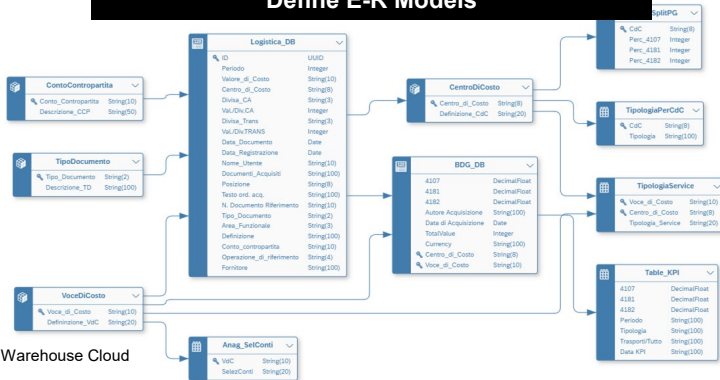 Define E-R Models
SplitPG
CdC String(8)
Perc_4107 Integer
Perc_4181 Integer
Perc_4182 Integer
Logistica_DB
ID UUID
Periodo Integer
Valore_di_Costo String(10)
Centro_di_Costo String(8)
Divisa_CA String(3)
Val./Div.CA Integer
Divisa_Trans String(3)
Val./Div.TRANS Integer
Data_Documento Date
Data_Registrazione Date
Nome_Utente String(10)
Documenti_Acquisiti String(100)
Posizione String(8)
Testo ord. acq. String(100)
N. Documento Riferimento String(10)
Tipo_Documento String(2)
Area_Funzionale String(3)
Definizione String(100)
Conto_contropartita String(10)
Operazione_di_riferimento String(4)
Fornitore String(100)
ContoContropartita
Conto_Contropartita String(10)
Descrizione_CCP String(50)
CentroDiCosto
Centro_di_Costo String(8)
Definizione_CdC String(20)
TipologiaPerCdC
CdC String(8)
Tipologia String(100)
TipoDocumento
Tipo_Documento String(2)
Descrizione_TD String(100)
BDG_DB
4107 DecimalFloat
4181 DecimalFloat
4182 DecimalFloat
Autore Acquisizione String(100)
Data di Acquisizione Date
TotalValue Integer
Currency String(100)
Centro_di_Costo String(8)
Voce_di_Costo String(10)
TipologiaService
Voce_di_Costo String(10)
Centro_di_Costo String(8)
Tipologia_Service String(20)
Table_KPI
4107 DecimalFloat
4181 DecimalFloat
4182 DecimalFloat
Periodo String(100)
Tipologia String(100)
Trasporti/Tutto String(100)
Data KPI String(100)
VoceDiCosto
Voce_di_Costo String(10)
Defininzione_VdC String(20)
Anag_SelConti
VdC String(10)
SelezConti String(20)
Warehouse Cloud